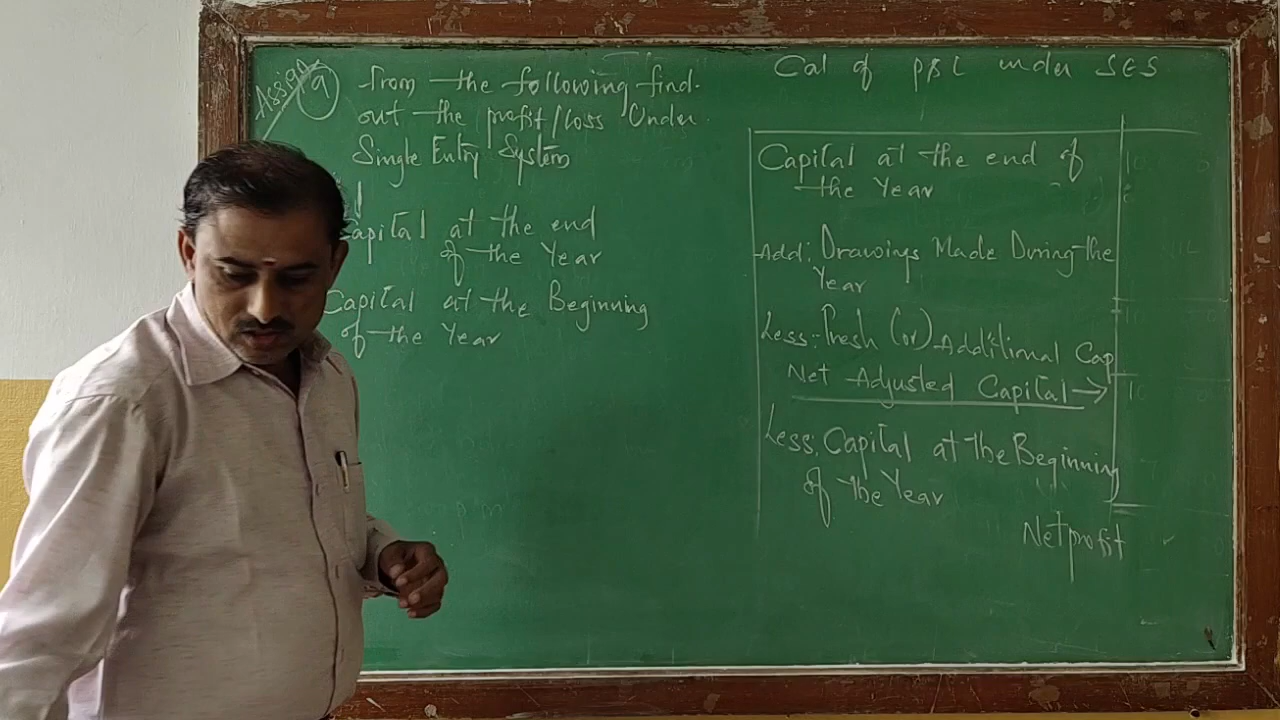 Assign
a
from the following find
out the profit/loss Under
Single Entry System
Capital at the end
of the Year
Capital at the Beginning
of the Year
Cal of P&L under SES
Capital at the end of
the Year
Add: Drawings Made During the
Year
Less: Fresh (or) Additional Cap
Net Adjusted Capital →
Less: Capital at the Beginning
of the Year
Net profit